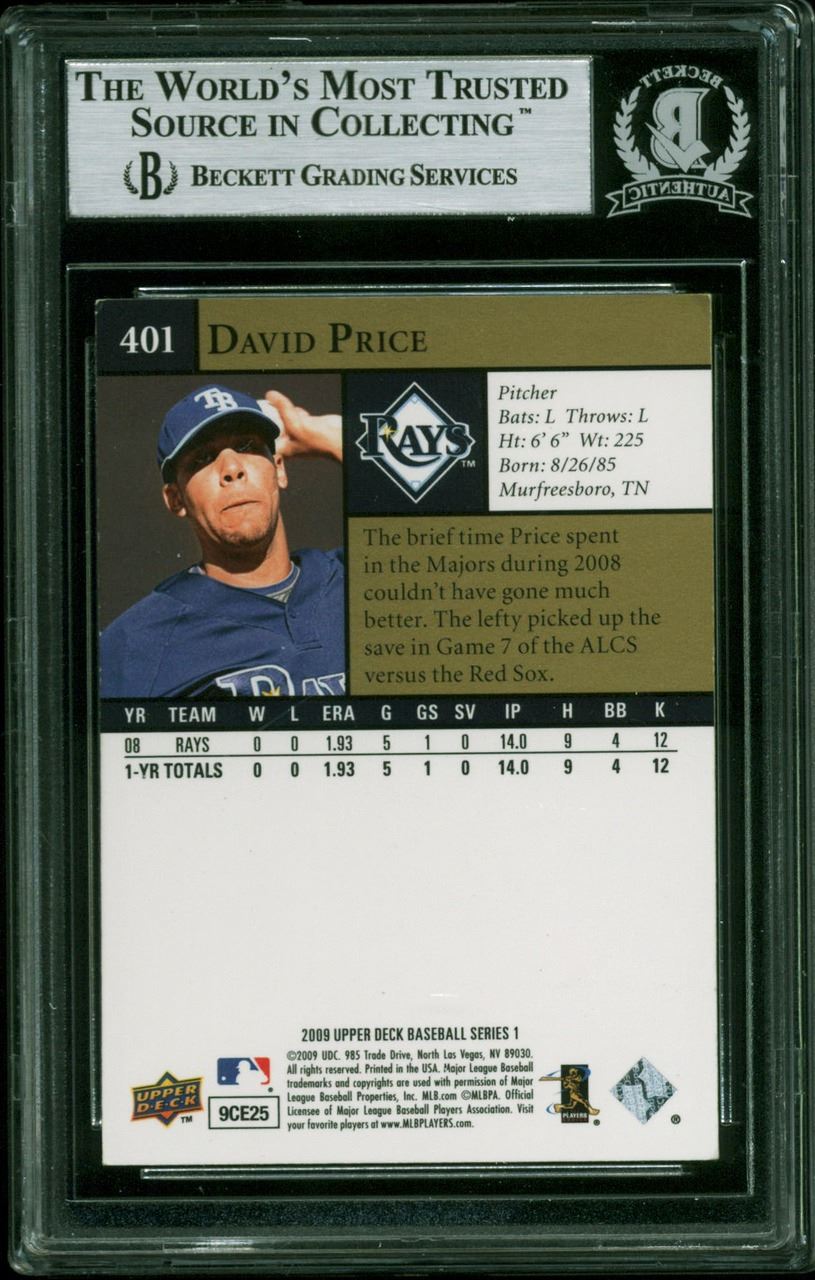 THE WORLD'S MOST TRUSTED
SOURCE IN COLLECTING™
B BECKETT GRADING SERVICES
BECKETT
B
AUTHENTIC
401 DAVID PRICE
TB
RAYS™
Pitcher
Bats: L Throws: L
Ht: 6' 6" Wt: 225
Born: 8/26/85
Murfreesboro, TN
The brief time Price spent
in the Majors during 2008
couldn't have gone much
better. The lefty picked up the
save in Game 7 of the ALCS
versus the Red Sox.
YR TEAM W L ERA G GS SV IP H BB K
08 RAYS 0 0 1.93 5 1 0 14.0 9 4 12
1-YR TOTALS 0 0 1.93 5 1 0 14.0 9 4 12
2009 UPPER DECK BASEBALL SERIES 1
©2009 UDC. 985 Trade Drive, North Las Vegas, NV 89030.
All rights reserved. Printed in the USA. Major League Baseball
trademarks and copyrights are used with permission of Major
League Baseball Properties, Inc. MLB.com ©MLBPA. Official
Licensee of Major League Baseball Players Association. Visit
your favorite players at www.MLBPLAYERS.com.
UPPER
DECK™
®
9CE25
PLAYERS
®
®